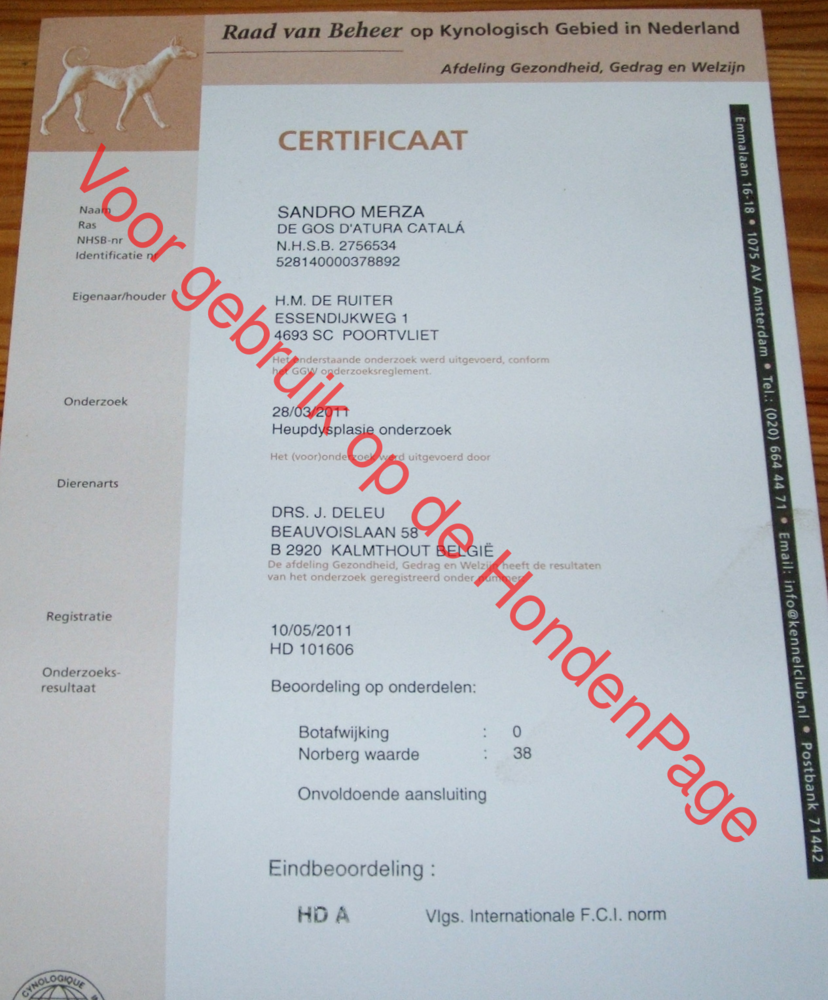 Raad van Beheer op Kynologisch Gebied in Nederland
Afdeling Gezondheid, Gedrag en Welzijn
CERTIFICAAT
Naam SANDRO MERZA
Ras DE GOS D'ATURA CATALÁ
NHSB-nr N.H.S.B. 2756534
Identificatie nr 528140000378892
Eigenaar/houder H.M. DE RUITER
ESSENDIJKWEG 1
4693 SC POORTVLIET
Het onderstaande onderzoek werd uitgevoerd, conform
het GGW onderzoeksreglement.
Onderzoek 28/03/2011
Heupdysplasie onderzoek
Het (voor)onderzoek werd uitgevoerd door
Dierenarts
DRS. J. DELEU
BEAUVOISLAAN 58
B 2920 KALMTHOUT BELGIË
De afdeling Gezondheid, Gedrag en Welzijn heeft de resultaten
van het onderzoek geregistreerd onder nummer
Registratie 10/05/2011
HD 101606
Onderzoeks-
resultaat
Beoordeling op onderdelen:
Botafwijking : 0
Norberg waarde : 38
Onvoldoende aansluiting
Eindbeoordeling :
HD A Vlgs. Internationale F.C.I. norm
Emmalaan 16-18 • 1075 AV Amsterdam • Tel.: (020) 664 44 71 • Email: info@kennelclub.nl • Postbank 71442
Voor gebruik op de HondenPage
CYNOLOGIQUE